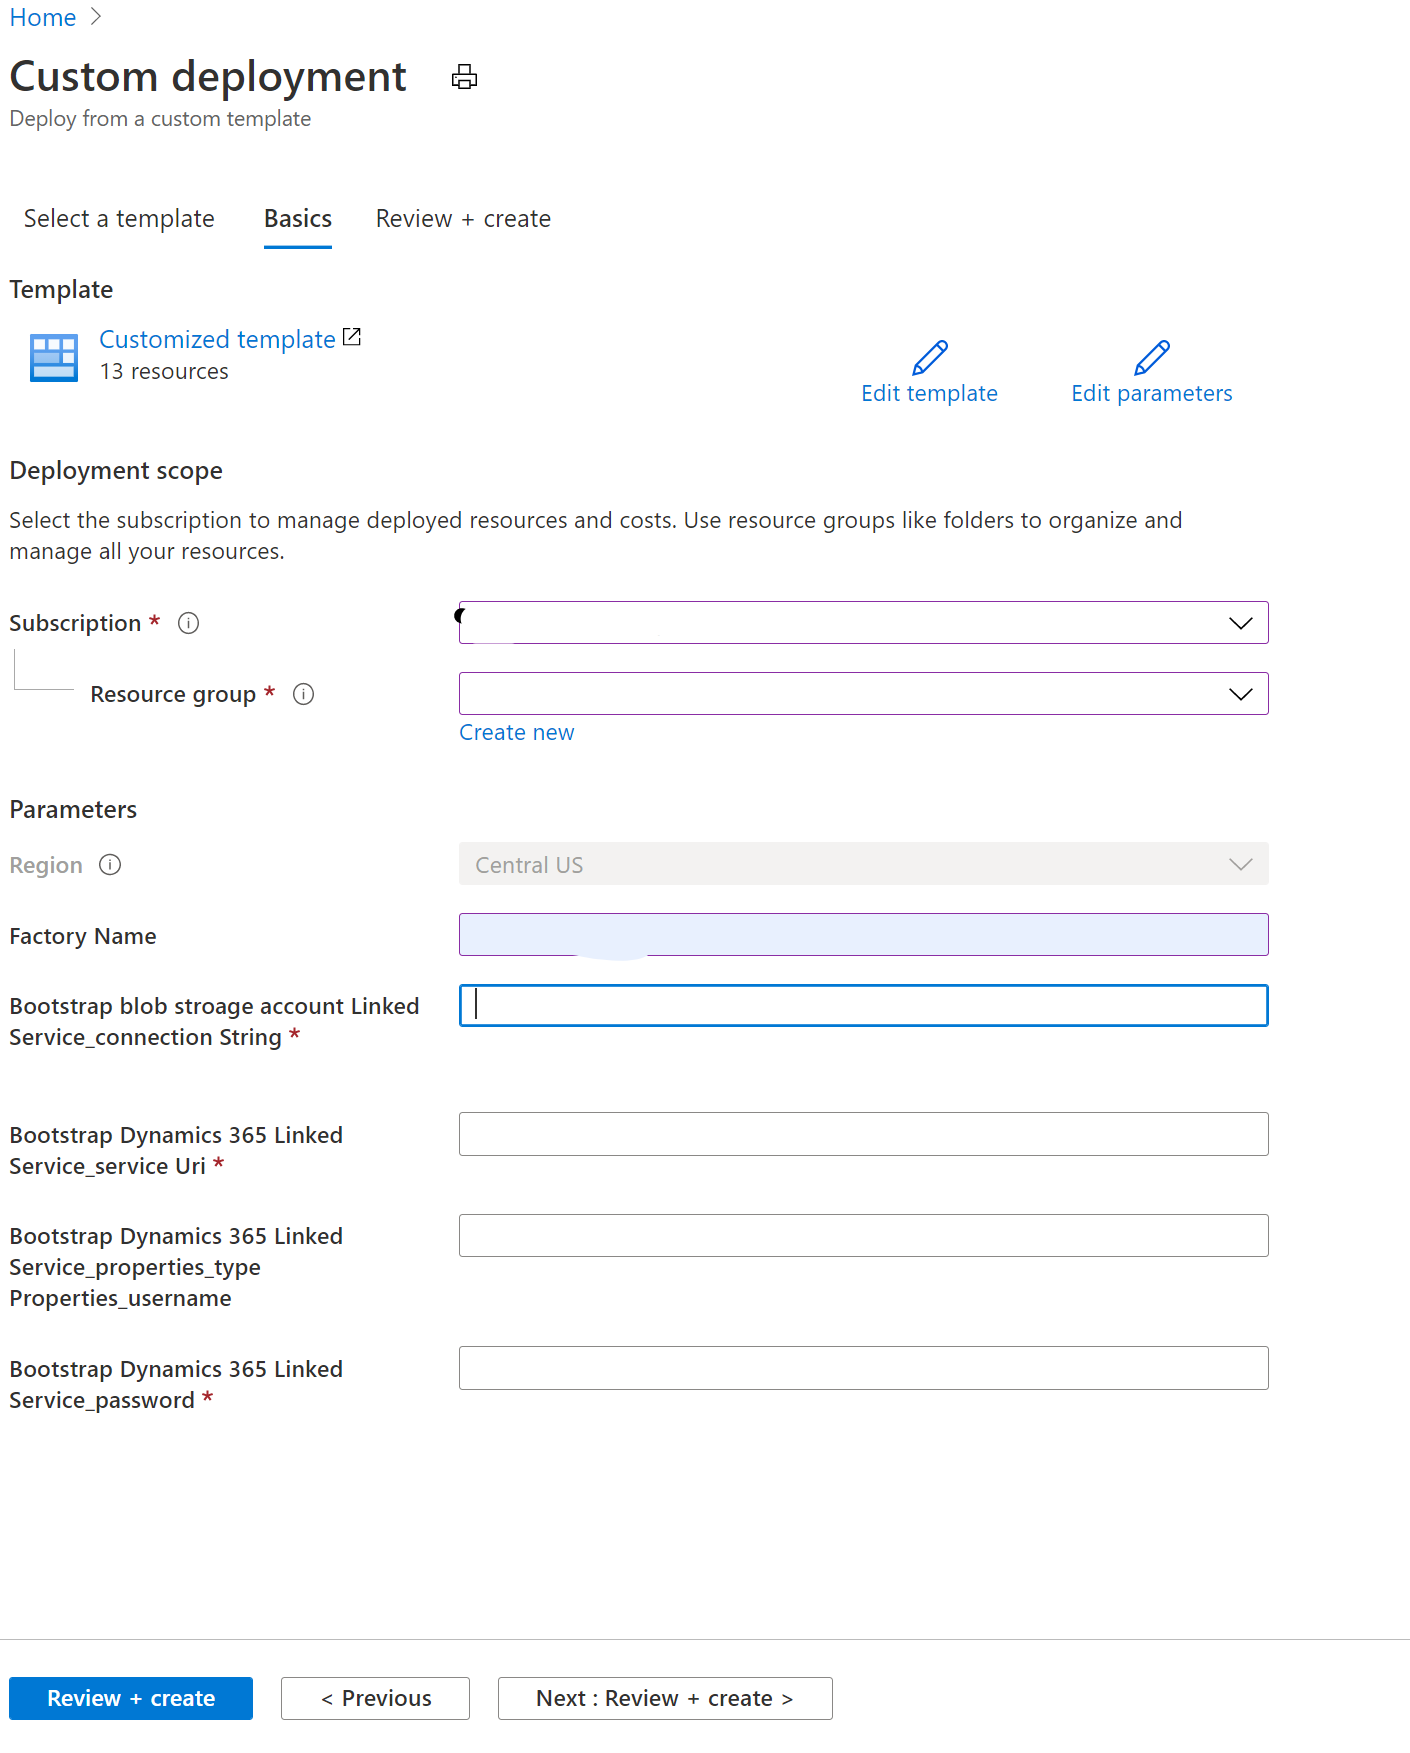 Home
Custom deployment
Deploy from a custom template
Select a template Basics Review + create
Template
Customized template
13 resources
Edit template Edit parameters
Deployment scope
Select the subscription to manage deployed resources and costs. Use resource groups like folders to organize and
manage all your resources.
Subscription *
Resource group *
Create new
Parameters
Region Central US
Factory Name
Bootstrap blob stroage account Linked
Service_connection String *
Bootstrap Dynamics 365 Linked
Service_service Uri *
Bootstrap Dynamics 365 Linked
Service_properties_type
Properties_username
Bootstrap Dynamics 365 Linked
Service_password *
Review + create < Previous Next : Review + create >